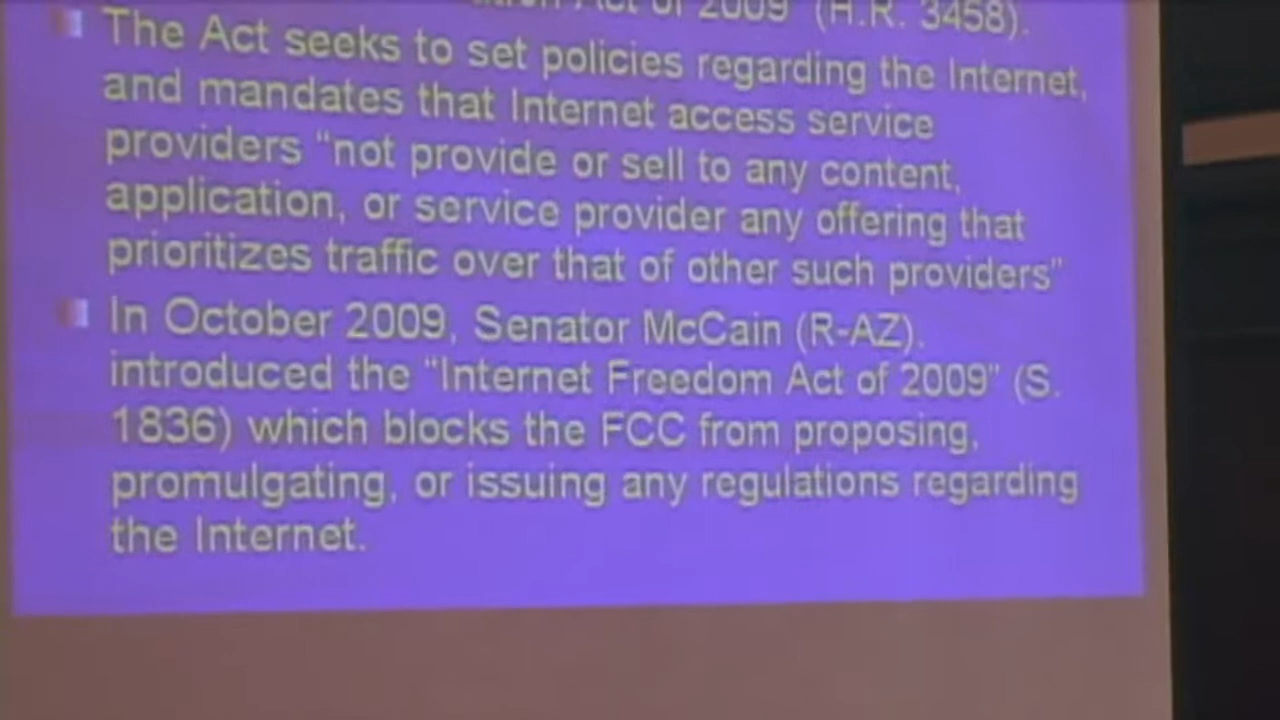 Act of 2009 (H.R. 3458).
The Act seeks to set policies regarding the Internet,
and mandates that Internet access service
providers “not provide or sell to any content,
application, or service provider any offering that
prioritizes traffic over that of other such providers”
In October 2009, Senator McCain (R-AZ).
introduced the “Internet Freedom Act of 2009” (S.
1836) which blocks the FCC from proposing,
promulgating, or issuing any regulations regarding
the Internet.